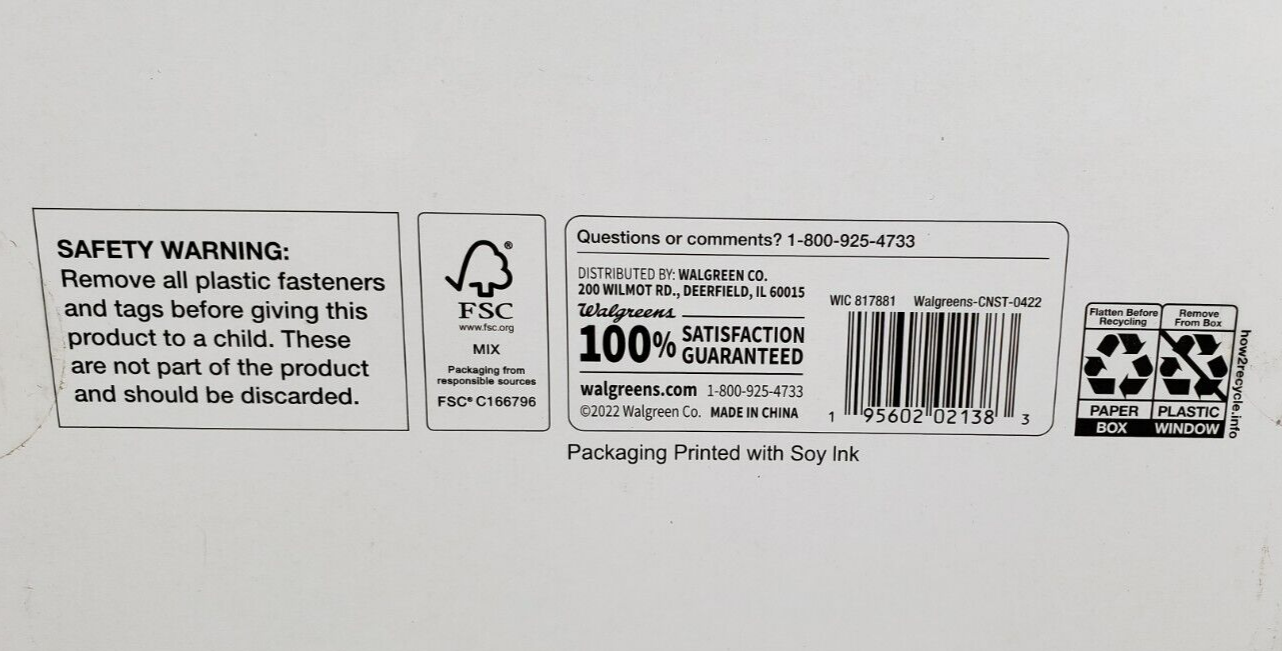 SAFETY WARNING:
Remove all plastic fasteners
and tags before giving this
product to a child. These
are not part of the product
and should be discarded.
®
FSC
www.fsc.org
MIX
Packaging from
responsible sources
FSC® C166796
Questions or comments? 1-800-925-4733
DISTRIBUTED BY: WALGREEN CO.
200 WILMOT RD., DEERFIELD, IL 60015
Walgreens
100% SATISFACTION
GUARANTEED
walgreens.com 1-800-925-4733
©2022 Walgreen Co. MADE IN CHINA
WIC 817881 Walgreens-CNST-0422
1 95602 02138 3
Packaging Printed with Soy Ink
Flatten Before
Recycling
PAPER
BOX
Remove
From Box
PLASTIC
WINDOW
how2recycle.info